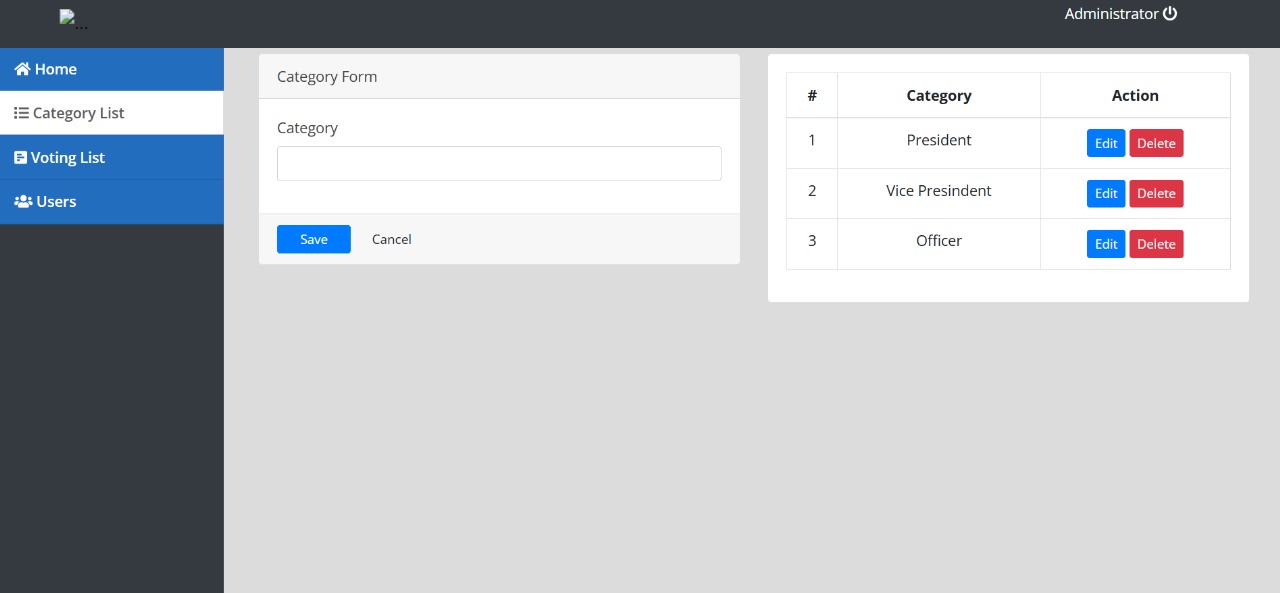 ...
Administrator
Home
Category List
Voting List
Users
Category Form
Category
Save Cancel
# Category Action
1 President Edit Delete
2 Vice Presindent Edit Delete
3 Officer Edit Delete